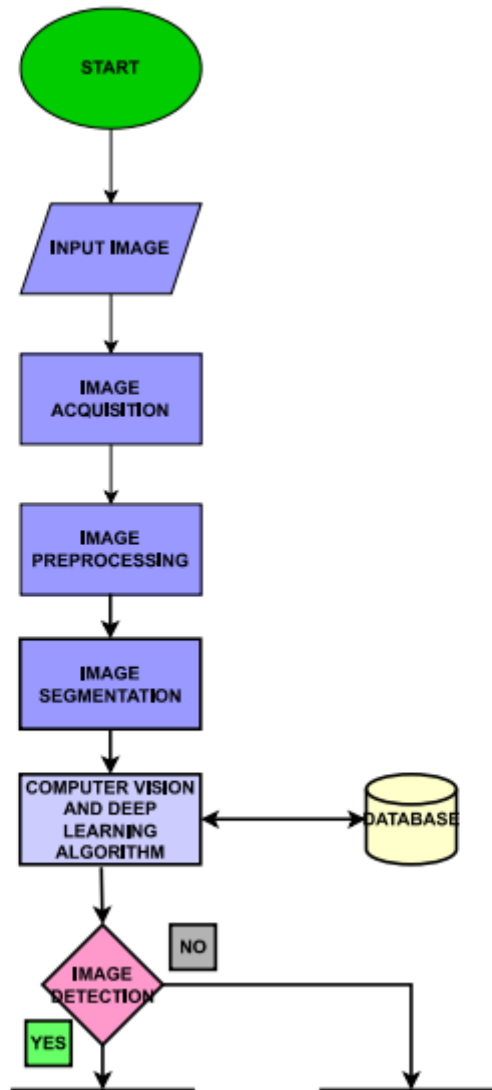 START
INPUT IMAGE
IMAGE
ACQUISITION
IMAGE
PREPROCESSING
IMAGE
SEGMENTATION
COMPUTER VISION
AND DEEP
LEARNING
ALGORITHM
DATABASE
NO
IMAGE
DETECTION
YES